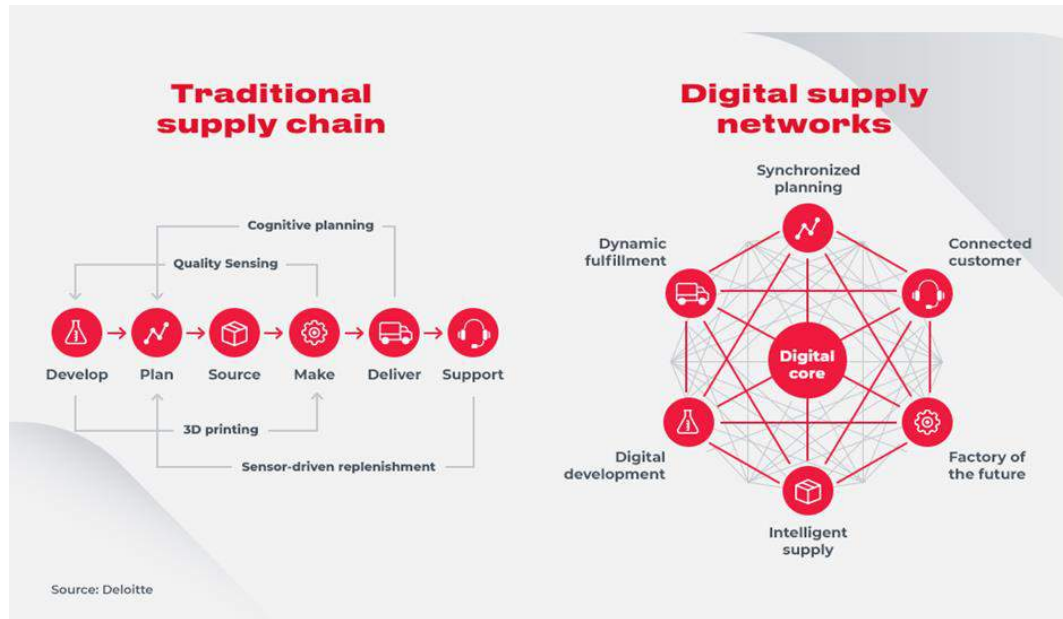 Traditional
supply chain
Cognitive planning
Quality Sensing
Develop
Plan
Source
Make
Deliver
Support
3D printing
Sensor-driven replenishment
Digital supply
networks
Synchronized
planning
Dynamic
fulfillment
Connected
customer
Digital
core
Digital
development
Factory of
the future
Intelligent
supply
Source: Deloitte